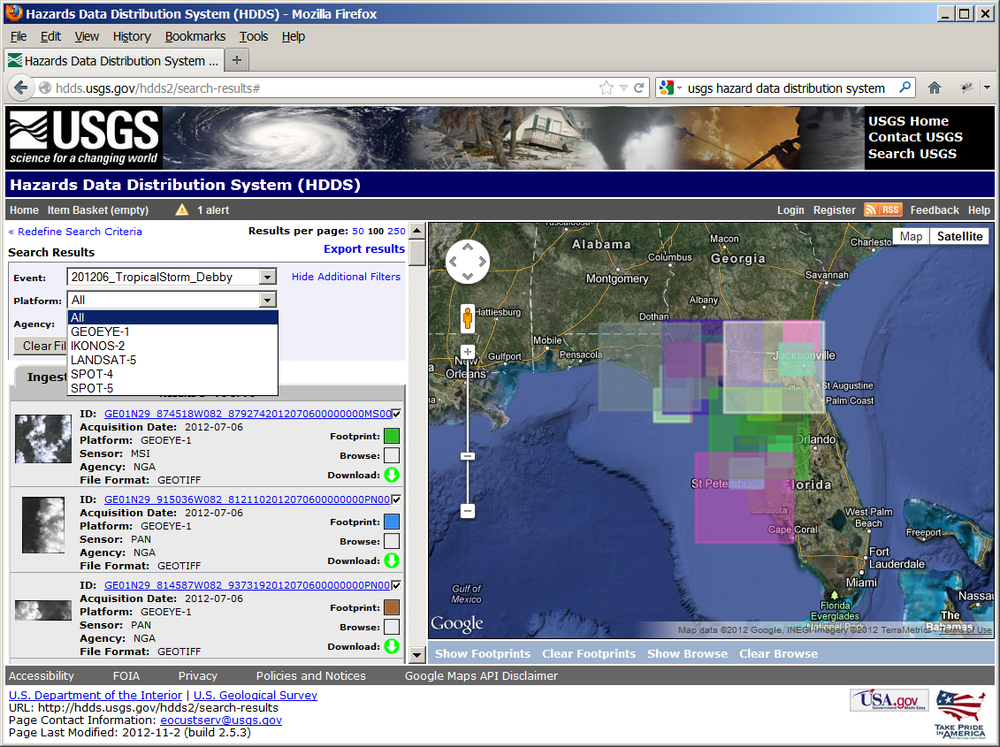 Hazards Data Distribution System (HDDS) - Mozilla Firefox
File Edit View History Bookmarks Tools Help
Hazards Data Distribution System ...
hdds.usgs.gov/hdds2/search-results#
usgs hazard data distribution system
USGS
science for a changing world
USGS Home
Contact USGS
Search USGS
Hazards Data Distribution System (HDDS)
Home Item Basket (empty) 1 alert
Login Register RSS Feedback Help
« Redefine Search Criteria
Results per page: 50 100 250
Search Results
Export results
Event: 201206_TropicalStorm_Debby
Hide Additional Filters
Platform: All
Agency:
All
GEOEYE-1
IKONOS-2
LANDSAT-5
SPOT-4
SPOT-5
Clear Fil
Ingest
ID: GE01N29_874518W082_8792742012070600000000MS00
Acquisition Date: 2012-07-06
Platform: GEOEYE-1
Sensor: MSI
Agency: NGA
File Format: GEOTIFF
Footprint:
Browse:
Download:
ID: GE01N29_915036W082_8121102012070600000000PN00
Acquisition Date: 2012-07-06
Platform: GEOEYE-1
Sensor: PAN
Agency: NGA
File Format: GEOTIFF
Footprint:
Browse:
Download:
ID: GE01N29_814587W082_9373192012070600000000PN00
Acquisition Date: 2012-07-06
Platform: GEOEYE-1
Sensor: PAN
Agency: NGA
File Format: GEOTIFF
Footprint:
Browse:
Download:
Map Satellite
Tuscaloosa
Alabama
Macon
Charleston
Columbus
Georgia
Montgomery
Savannah
Albany
Hattiesburg
Dothan
Mobile
Gulfport
Pensacola
New
Orleans
Jacksonville
St Augustine
Palm Coast
Orlando
St Petersbu
Florida
Sarasota
West Palm
Beach
Cape Coral
Freeport
Fort
Lauderdale
Miami
Gulf of
Mexico
Florida
Everglades
National Park
Nassau
The
Bahamas
Google
Map data ©2012 Google, INEGI Imagery ©2012 TerraMetrics - Terms of Use
Show Footprints Clear Footprints Show Browse Clear Browse
Accessibility FOIA Privacy Policies and Notices Google Maps API Disclaimer
U.S. Department of the Interior | U.S. Geological Survey
URL: http://hdds.usgs.gov/hdds2/search-results
Page Contact Information: eocustserv@usgs.gov
Page Last Modified: 2012-11-2 (build 2.5.3)
USA.gov
Government Made Easy
TAKE PRIDE
IN AMERICA